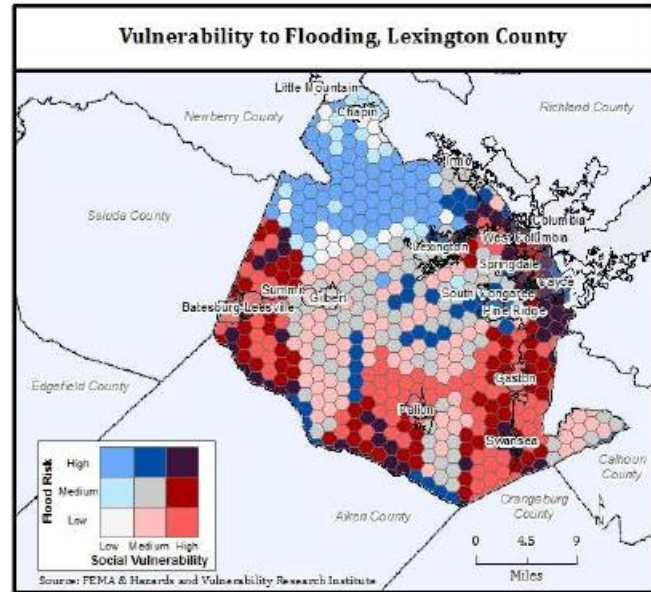 Vulnerability to Flooding, Lexington County
Little Mountain
Chapin
Newberry County
Richland County
Irmo
Saluda County
Columbia
West Columbia
Lexington
Springdale
Summit
Gilbert
Cayce
South Congaree
Batesburg-Leesville
Pine Ridge
Edgefield County
Gaston
Pelion
Swansea
Calhoun
County
Orangeburg
County
Aiken County
N
Flood Risk
High
Medium
Low
Low Medium High
Social Vulnerability
0 4.5 9
Miles
Source: FEMA & Hazards and Vulnerability Research Institute